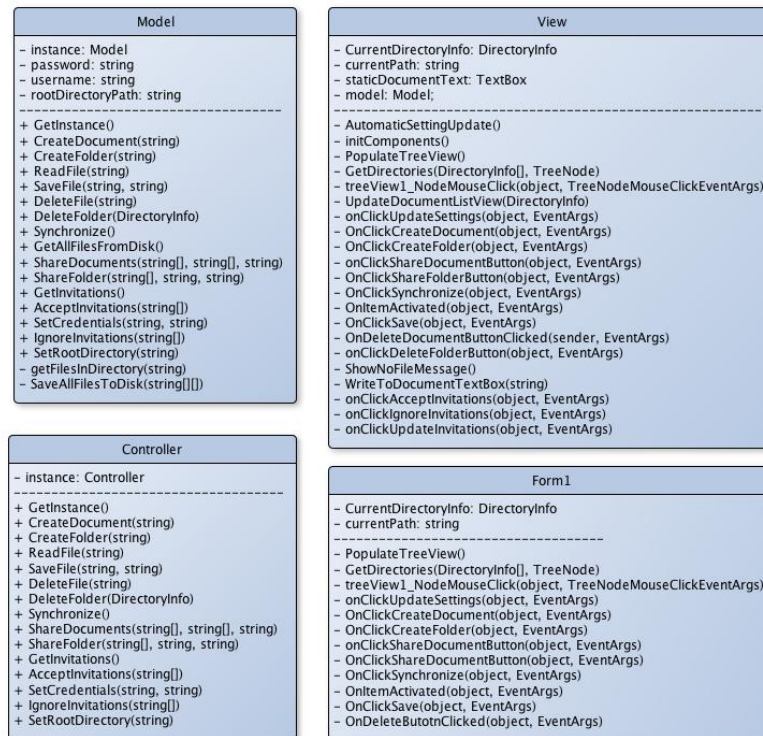 Model
- instance: Model
- password: string
- username: string
- rootDirectoryPath: string
+ GetInstance()
+ CreateDocument(string)
+ CreateFolder(string)
+ ReadFile(string)
+ SaveFile(string, string)
+ DeleteFile(string)
+ DeleteFolder(DirectoryInfo)
+ Synchronize()
+ GetAllFilesFromDisk()
+ ShareDocuments(string[], string[], string)
+ ShareFolder(string[], string, string)
+ GetInvitations()
+ AcceptInvitations(string[])
+ SetCredentials(string, string)
+ IgnoreInvitations(string[])
+ SetRootDirectory(string)
- getFilesInDirectory(String)
- SaveAllFilesToDisk(string[][])
View
- CurrentDirectoryInfo: DirectoryInfo
- currentPath: string
- staticDocumentText: TextBox
- model: Model;
- AutomaticSettingUpdate()
- initComponents()
- PopulateTreeView()
- GetDirectories(DirectoryInfo[], TreeNode)
- treeView1_NodeMouseClick(object, TreeNodeMouseClickEventArgs)
- UpdateDocumentListView(DirectoryInfo)
- onClickUpdateSettings(object, EventArgs)
- OnClickCreateDocument(object, EventArgs)
- OnClickCreateFolder(object, EventArgs)
- onClickShareDocumentButton(object, EventArgs)
- OnClickShareFolderButton(object, EventArgs)
- OnClickSynchronize(object, EventArgs)
- OnItemActivated(object, EventArgs)
- OnClickSave(object, EventArgs)
- OnDeleteDocumentButtonClicked(sender, EventArgs)
- onClickDeleteFolderButton(object, EventArgs)
- ShowNoFileMessage()
- WriteToDocumentTextBox(string)
- onClickAcceptInvitations(object, EventArgs)
- onClickIgnoreInvitations(object, EventArgs)
- onClickUpdateInvitations(object, EventArgs)
Controller
- instance: Controller
+ GetInstance()
+ CreateDocument(string)
+ CreateFolder(string)
+ ReadFile(string)
+ SaveFile(string, string)
+ DeleteFile(string)
+ DeleteFolder(DirectoryInfo)
+ Synchronize()
+ ShareDocuments(string[], string[], string)
+ ShareFolder(string[], string, string)
+ GetInvitations()
+ AcceptInvitations(string[])
+ SetCredentials(string, string)
+ IgnoreInvitations(string[])
+ SetRootDirectory(string)
Form1
- CurrentDirectoryInfo: DirectoryInfo
- currentPath: string
- PopulateTreeView()
- GetDirectories(DirectoryInfo[], TreeNode)
- treeView1_NodeMouseClick(object, TreeNodeMouseClickEventArgs)
- onClickUpdateSettings(object, EventArgs)
- OnClickCreateDocument(object, EventArgs)
- OnClickCreateFolder(object, EventArgs)
- onClickShareDocumentButton(object, EventArgs)
- OnClickShareDocumentButton(object, EventArgs)
- OnClickSynchronize(object, EventArgs)
- OnItemActivated(object, EventArgs)
- OnClickSave(object, EventArgs)
- OnDeleteButotnClicked(object, EventArgs)